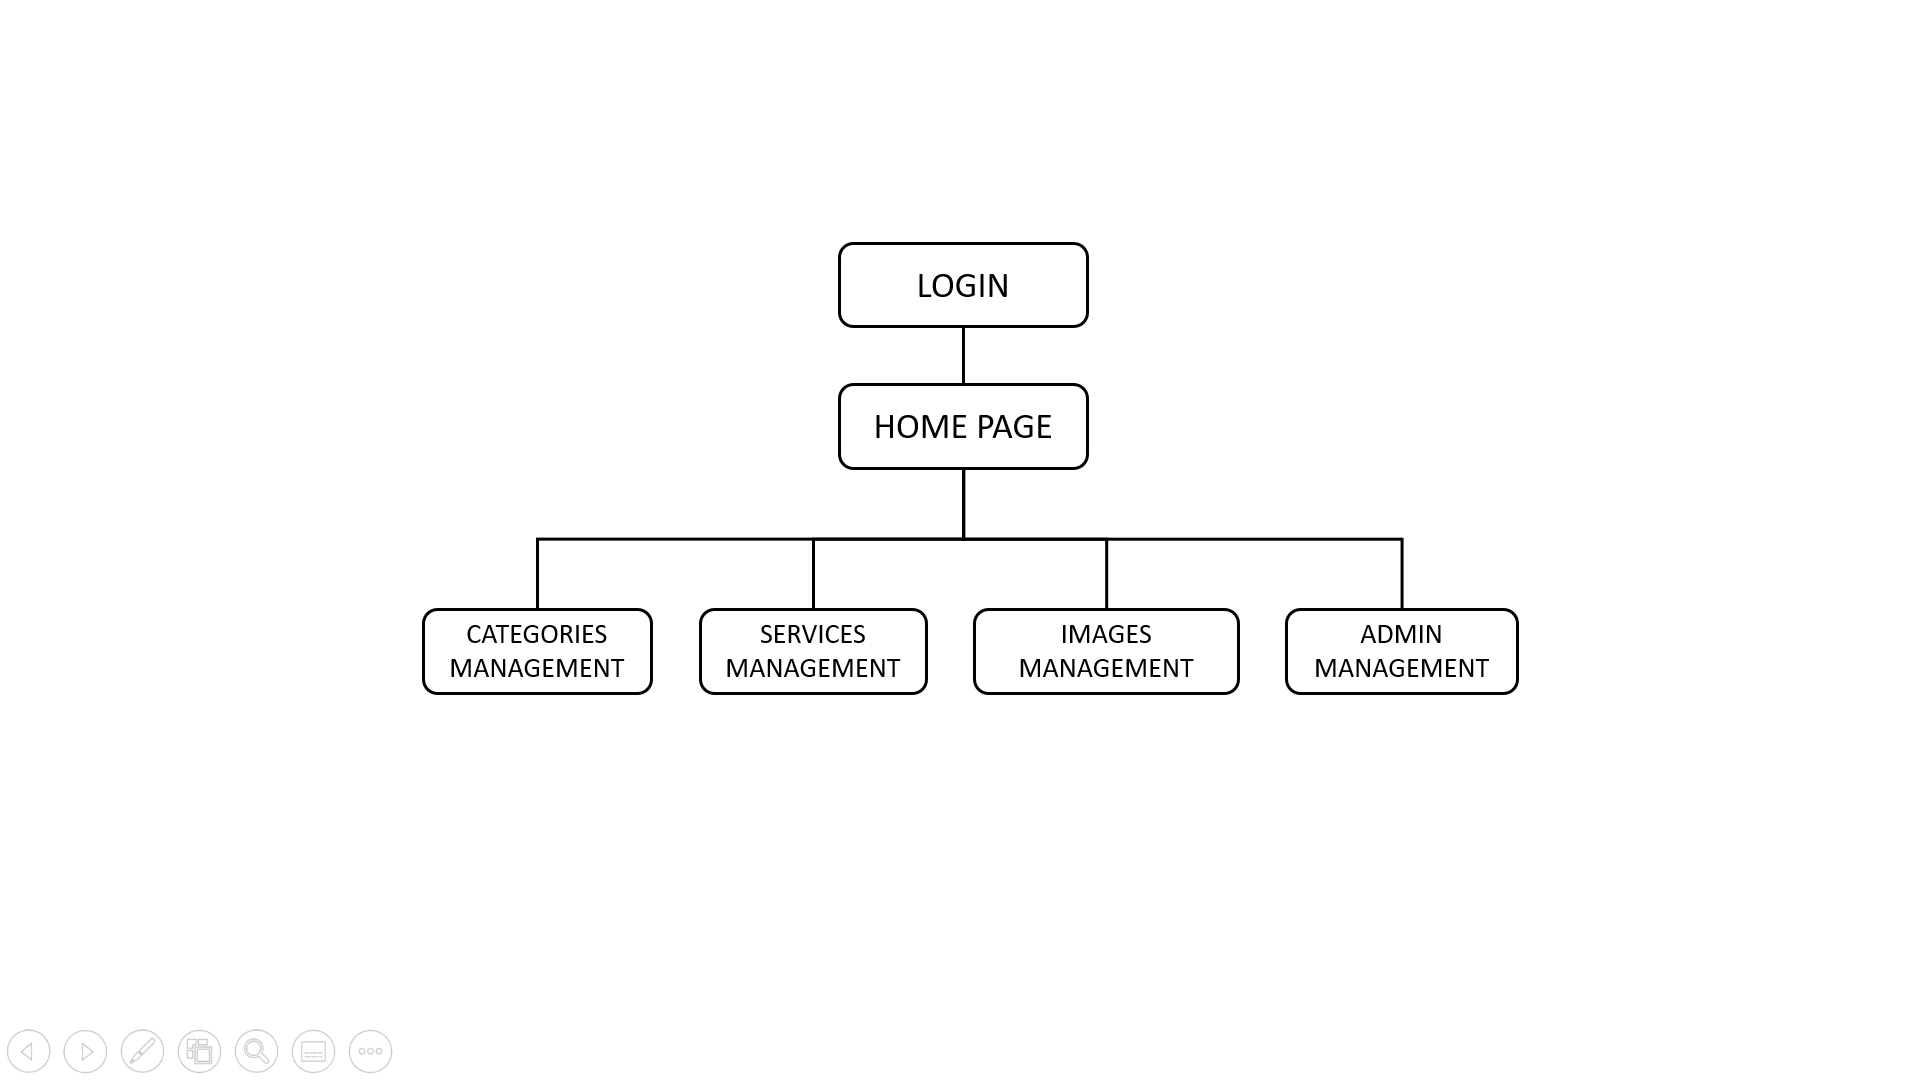 LOGIN
HOME PAGE
CATEGORIES
MANAGEMENT
SERVICES
MANAGEMENT
IMAGES
MANAGEMENT
ADMIN
MANAGEMENT